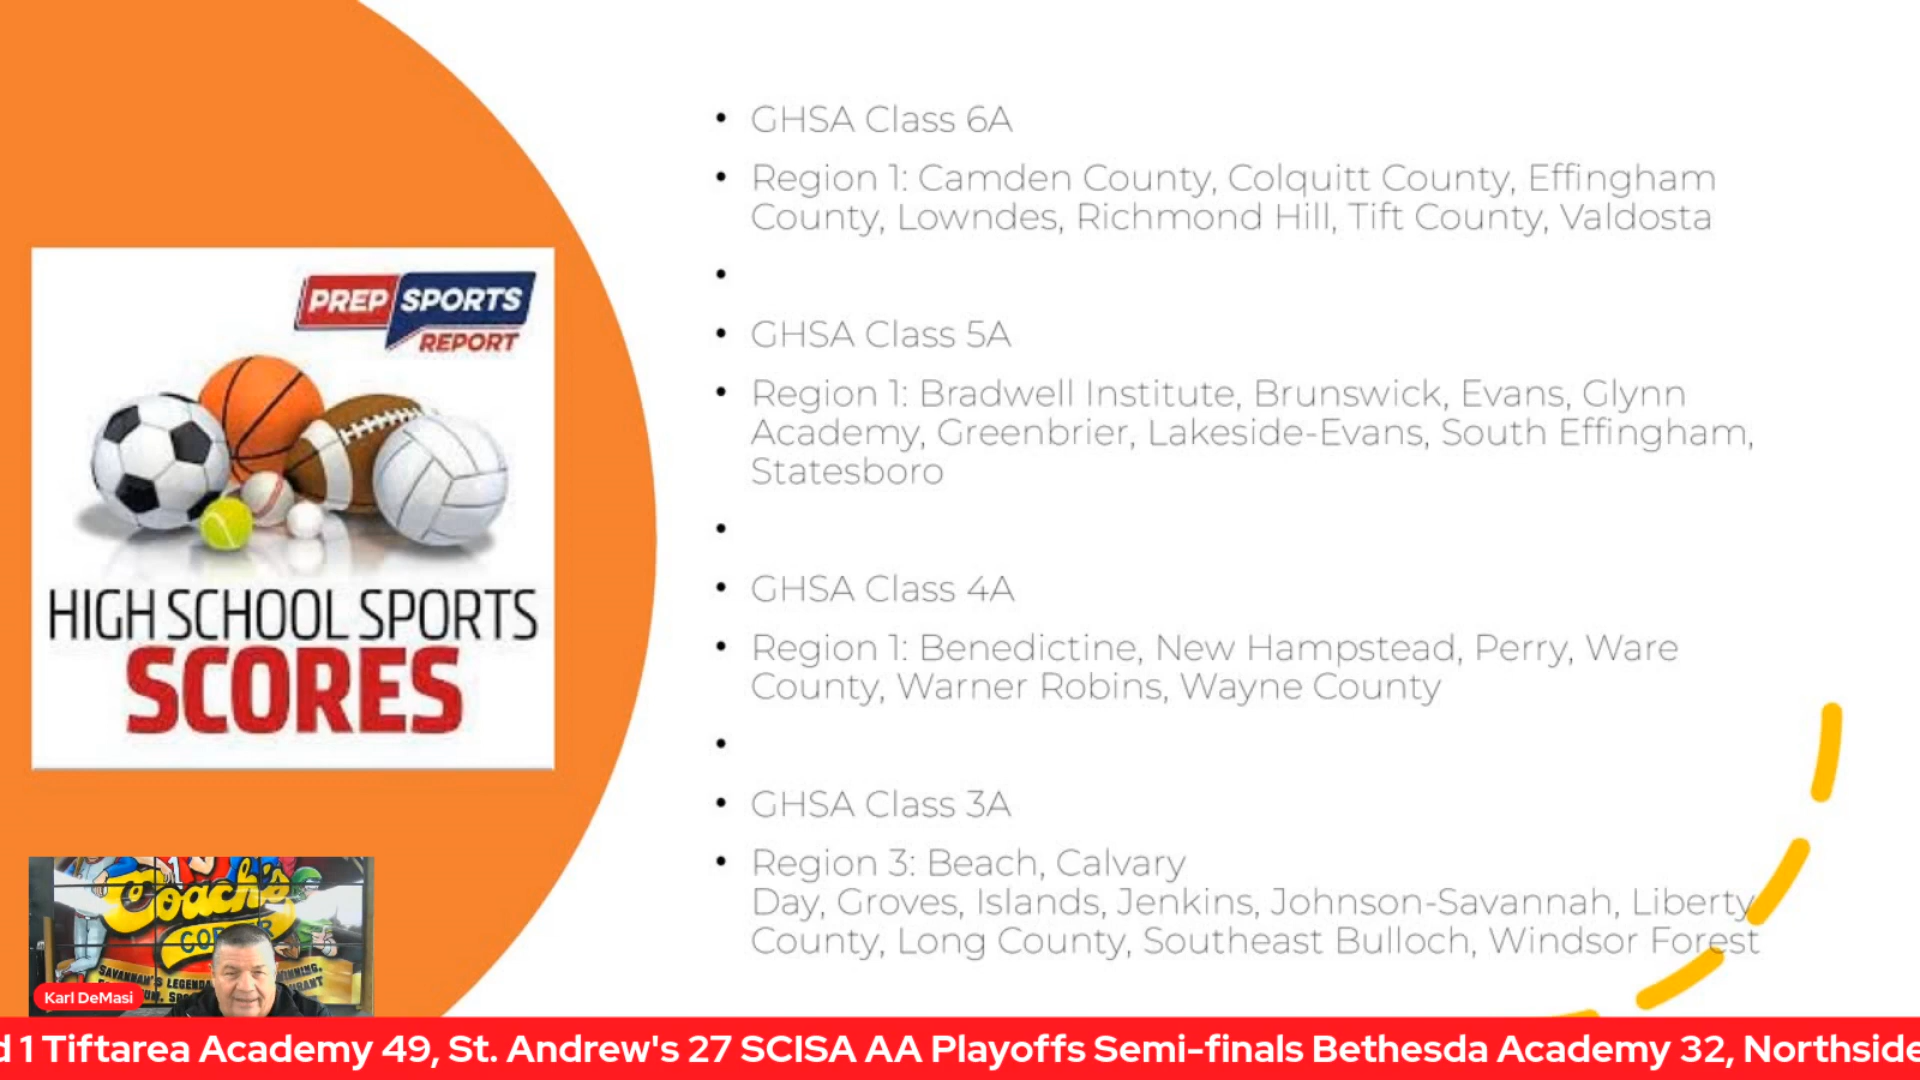 GHSA Class 6A
Region 1: Camden County, Colquitt County, Effingham
County, Lowndes, Richmond Hill, Tift County, Valdosta
GHSA Class 5A
Region 1: Bradwell Institute, Brunswick, Evans, Glynn
Academy, Greenbrier, Lakeside-Evans, South Effingham,
Statesboro
GHSA Class 4A
Region 1: Benedictine, New Hampstead, Perry, Ware
County, Warner Robins, Wayne County
GHSA Class 3A
Region 3: Beach, Calvary
Day, Groves, Islands, Jenkins, Johnson-Savannah, Liberty
County, Long County, Southeast Bulloch, Windsor Forest
PREP SPORTS
REPORT
HIGH SCHOOL SPORTS
SCORES
Coach's
SAVANNAH'S
Karl DeMasi
1 Tiftarea Academy 49, St. Andrew's 27 SCISA AA Playoffs Semi-finals Bethesda Academy 32, Northside